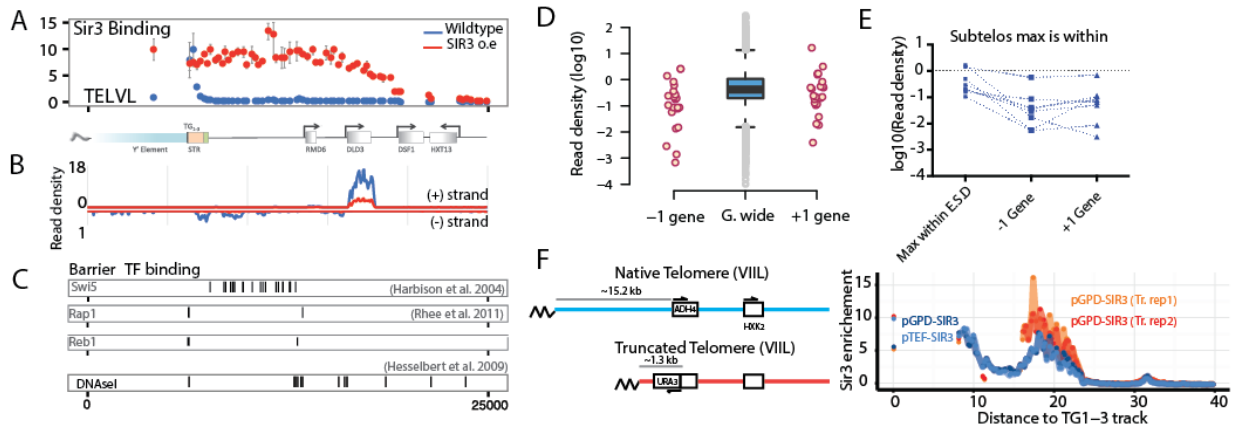 A
Sir3 Binding
Wildtype
SIR3 o.e
15
10
5
0
TELVL
TG1-3
Y' Element
STR
RMD6
DLD3
DSF1
HXT13
B
Read density
18
0
1
(+) strand
(-) strand
C
Barrier TF binding
Swi5
(Harbison et al. 2004)
Rap1
(Rhee 2011)
Reb1
(Hesselbert et al. 2009)
DNAseI
0
25000
D
Read density (log10)
3
2
1
0
−1
−2
−3
−4
−1 gene
G. wide
+1 gene
E
Subtelos max is within
log10(Read density)
1
0
-1
-2
-3
-4
Max within E.S.D
-1 Gene
+1 Gene
F
Native Telomere (VIIL)
~15.2 kb
ADH4
HXK2
Truncated Telomere (VIIL)
~1.3 kb
URA3
Sir3 enrichement
15
10
5
0
pGPD-SIR3 (Tr. rep1)
pGPD-SIR3 (Tr. rep2)
pGPD-SIR3
pTEF-SIR3
0
10
20
30
40
Distance to TG1−3 track